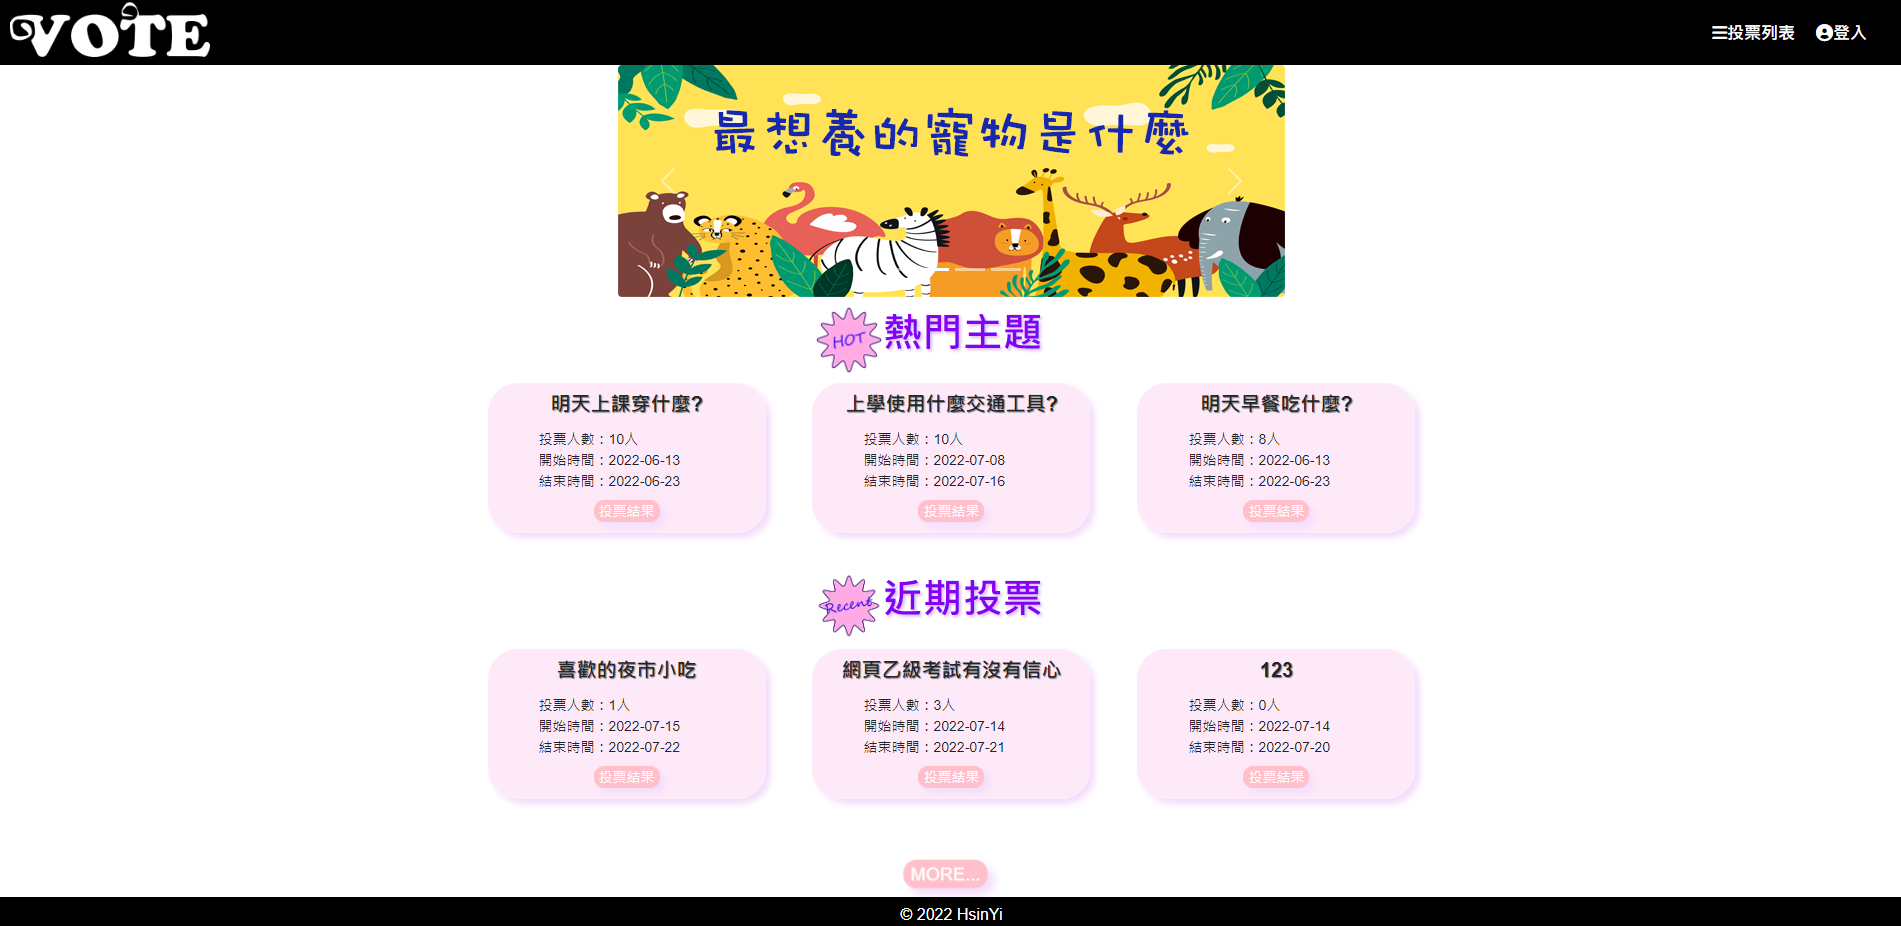 VOTE
投票列表 登入
最想養的寵物是什麼
HOT 熱門主題
明天上課穿什麼?
投票人數：10人
開始時間：2022-06-13
結束時間：2022-06-23
投票結果
上學使用什麼交通工具?
投票人數：10人
開始時間：2022-07-08
結束時間：2022-07-16
投票結果
明天早餐吃什麼?
投票人數：8人
開始時間：2022-06-13
結束時間：2022-06-23
投票結果
Recent 近期投票
喜歡的夜市小吃
投票人數：1人
開始時間：2022-07-15
結束時間：2022-07-22
投票結果
網頁乙級考試有沒有信心
投票人數：3人
開始時間：2022-07-14
結束時間：2022-07-21
投票結果
123
投票人數：0人
開始時間：2022-07-14
結束時間：2022-07-20
投票結果
MORE...
© 2022 HsinYi